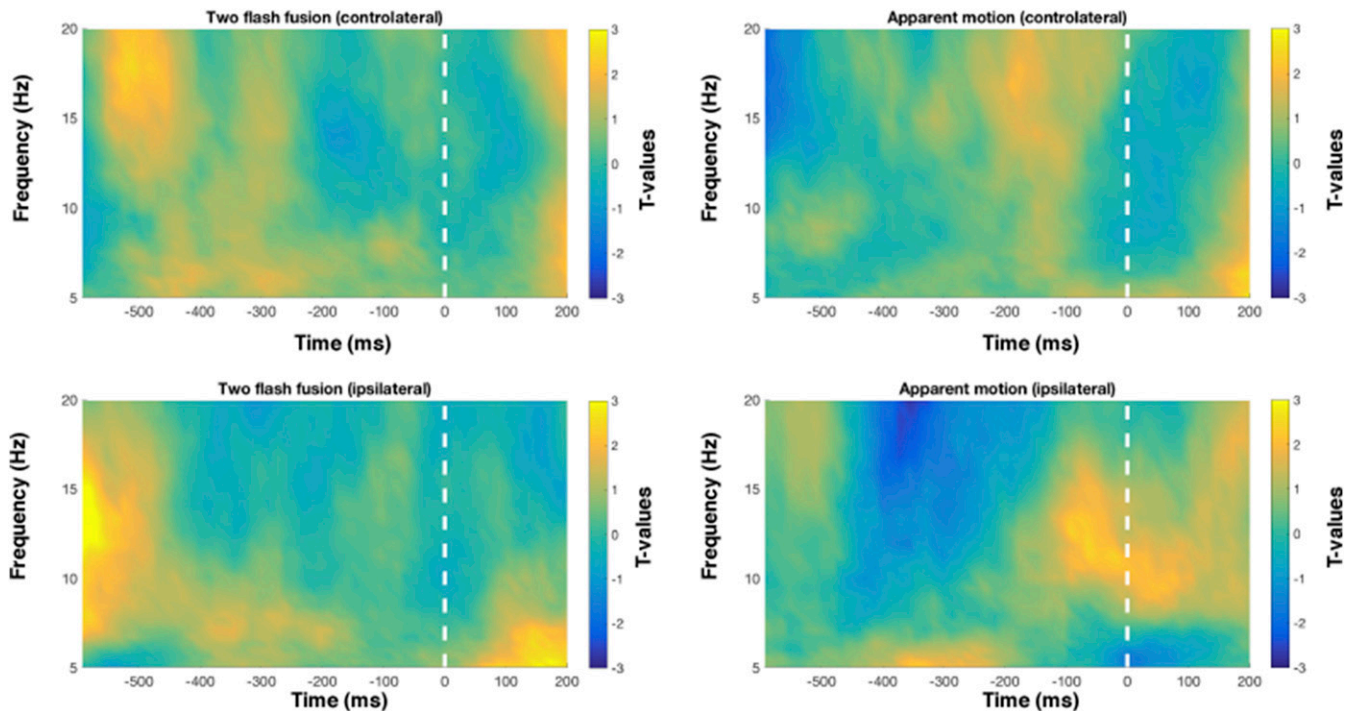 Two flash fusion (controlateral)
20
15
10
5
Frequency (Hz)
-500 -400 -300 -200 -100 0 100 200
Time (ms)
3
2
1
0
-1
-2
-3
T-values
Apparent motion (controlateral)
20
15
10
5
Frequency (Hz)
-500 -400 -300 -200 -100 0 100 200
Time (ms)
3
2
1
0
-1
-2
-3
T-values
Two flash fusion (ipsilateral)
20
15
10
5
Frequency (Hz)
-500 -400 -300 -200 -100 0 100 200
Time (ms)
3
2
1
0
-1
-2
-3
T-values
Apparent motion (ipsilateral)
20
15
10
5
Frequency (Hz)
-500 -400 -300 -200 -100 0 100 200
Time (ms)
3
2
1
0
-1
-2
-3
T-values